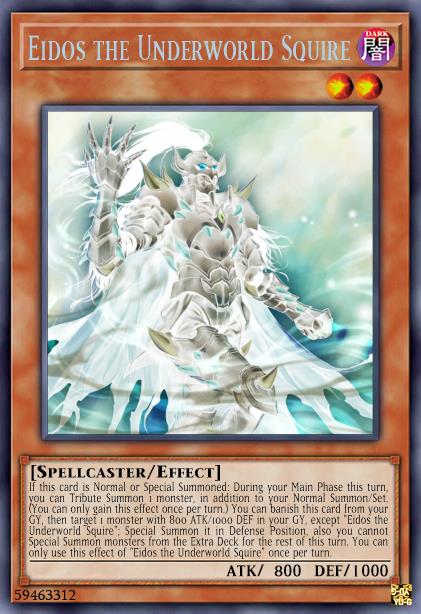 EIDOS THE UNDERWORLD SQUIRE
DARK
闇
[SPELLCASTER/EFFECT]
If this card is Normal or Special Summoned: During your Main Phase this turn,
you can Tribute Summon 1 monster, in addition to your Normal Summon/Set.
(You can only gain this effect once per turn.) You can banish this card from your
GY, then target 1 monster with 800 ATK/1000 DEF in your GY, except "Eidos the
Underworld Squire"; Special Summon it in Defense Position, also you cannot
Special Summon monsters from the Extra Deck for the rest of this turn. You can
only use this effect of "Eidos the Underworld Squire" once per turn.
ATK/ 800 DEF/1000
59463312